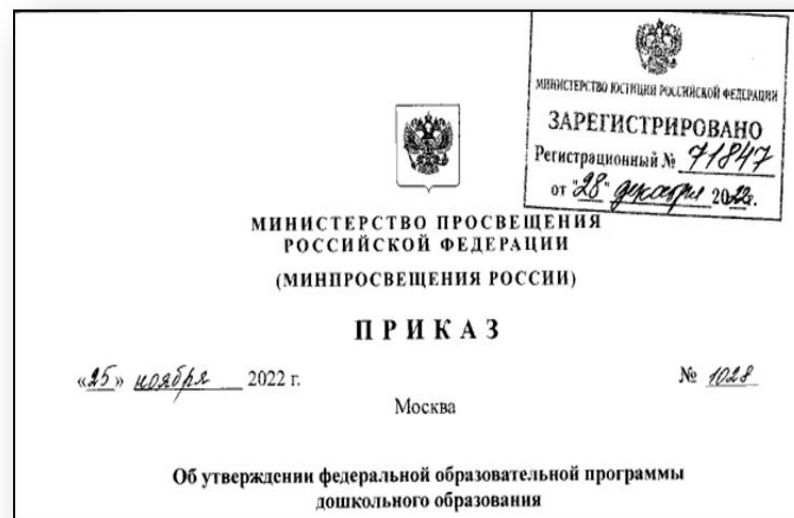 МИНИСТЕРСТВО ЮСТИЦИИ РОССИЙСКОЙ ФЕДЕРАЦИИ
ЗАРЕГИСТРИРОВАНО
Регистрационный № 71847
от "28" декабря 2022г.
МИНИСТЕРСТВО ПРОСВЕЩЕНИЯ
РОССИЙСКОЙ ФЕДЕРАЦИИ
(МИНПРОСВЕЩЕНИЯ РОССИИ)
ПРИКАЗ
«25» ноября 2022 г. № 1028
Москва
Об утверждении федеральной образовательной программы
дошкольного образования